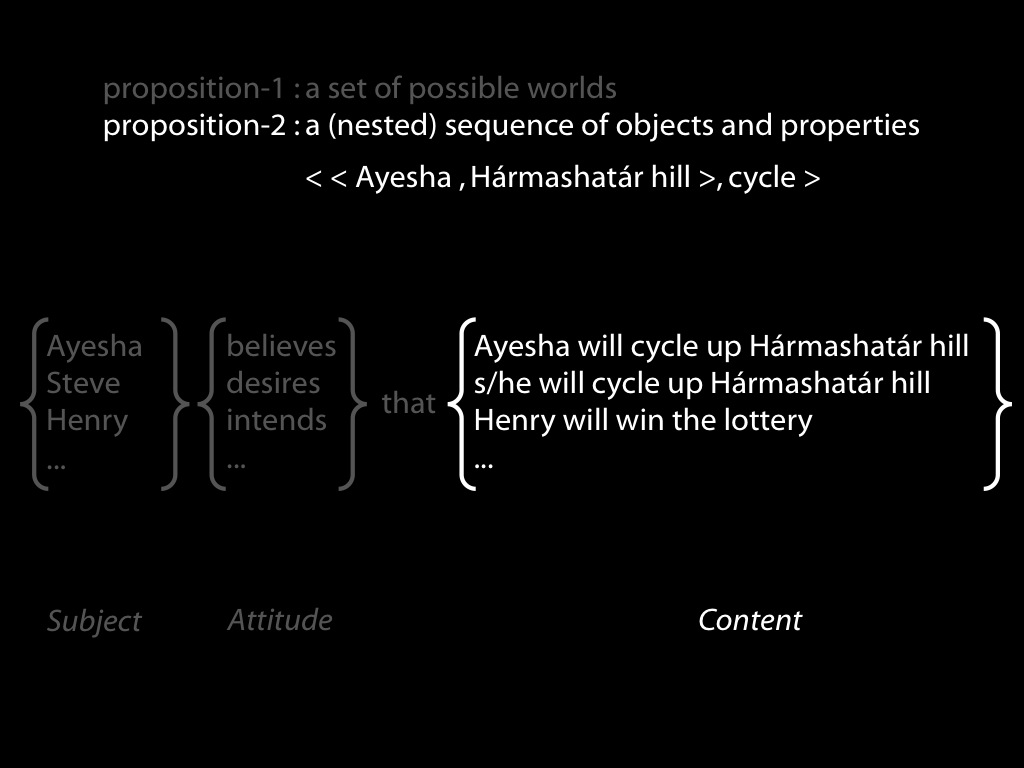 proposition-1 : a set of possible worlds
proposition-2 : a (nested) sequence of objects and properties
< < Ayesha , Hármashatár hill >, cycle >
Ayesha
Steve
Henry
...
believes
desires
intends
...
that
Ayesha will cycle up Hármashatár hill
s/he will cycle up Hármashatár hill
Henry will win the lottery
...
Subject
Attitude
Content